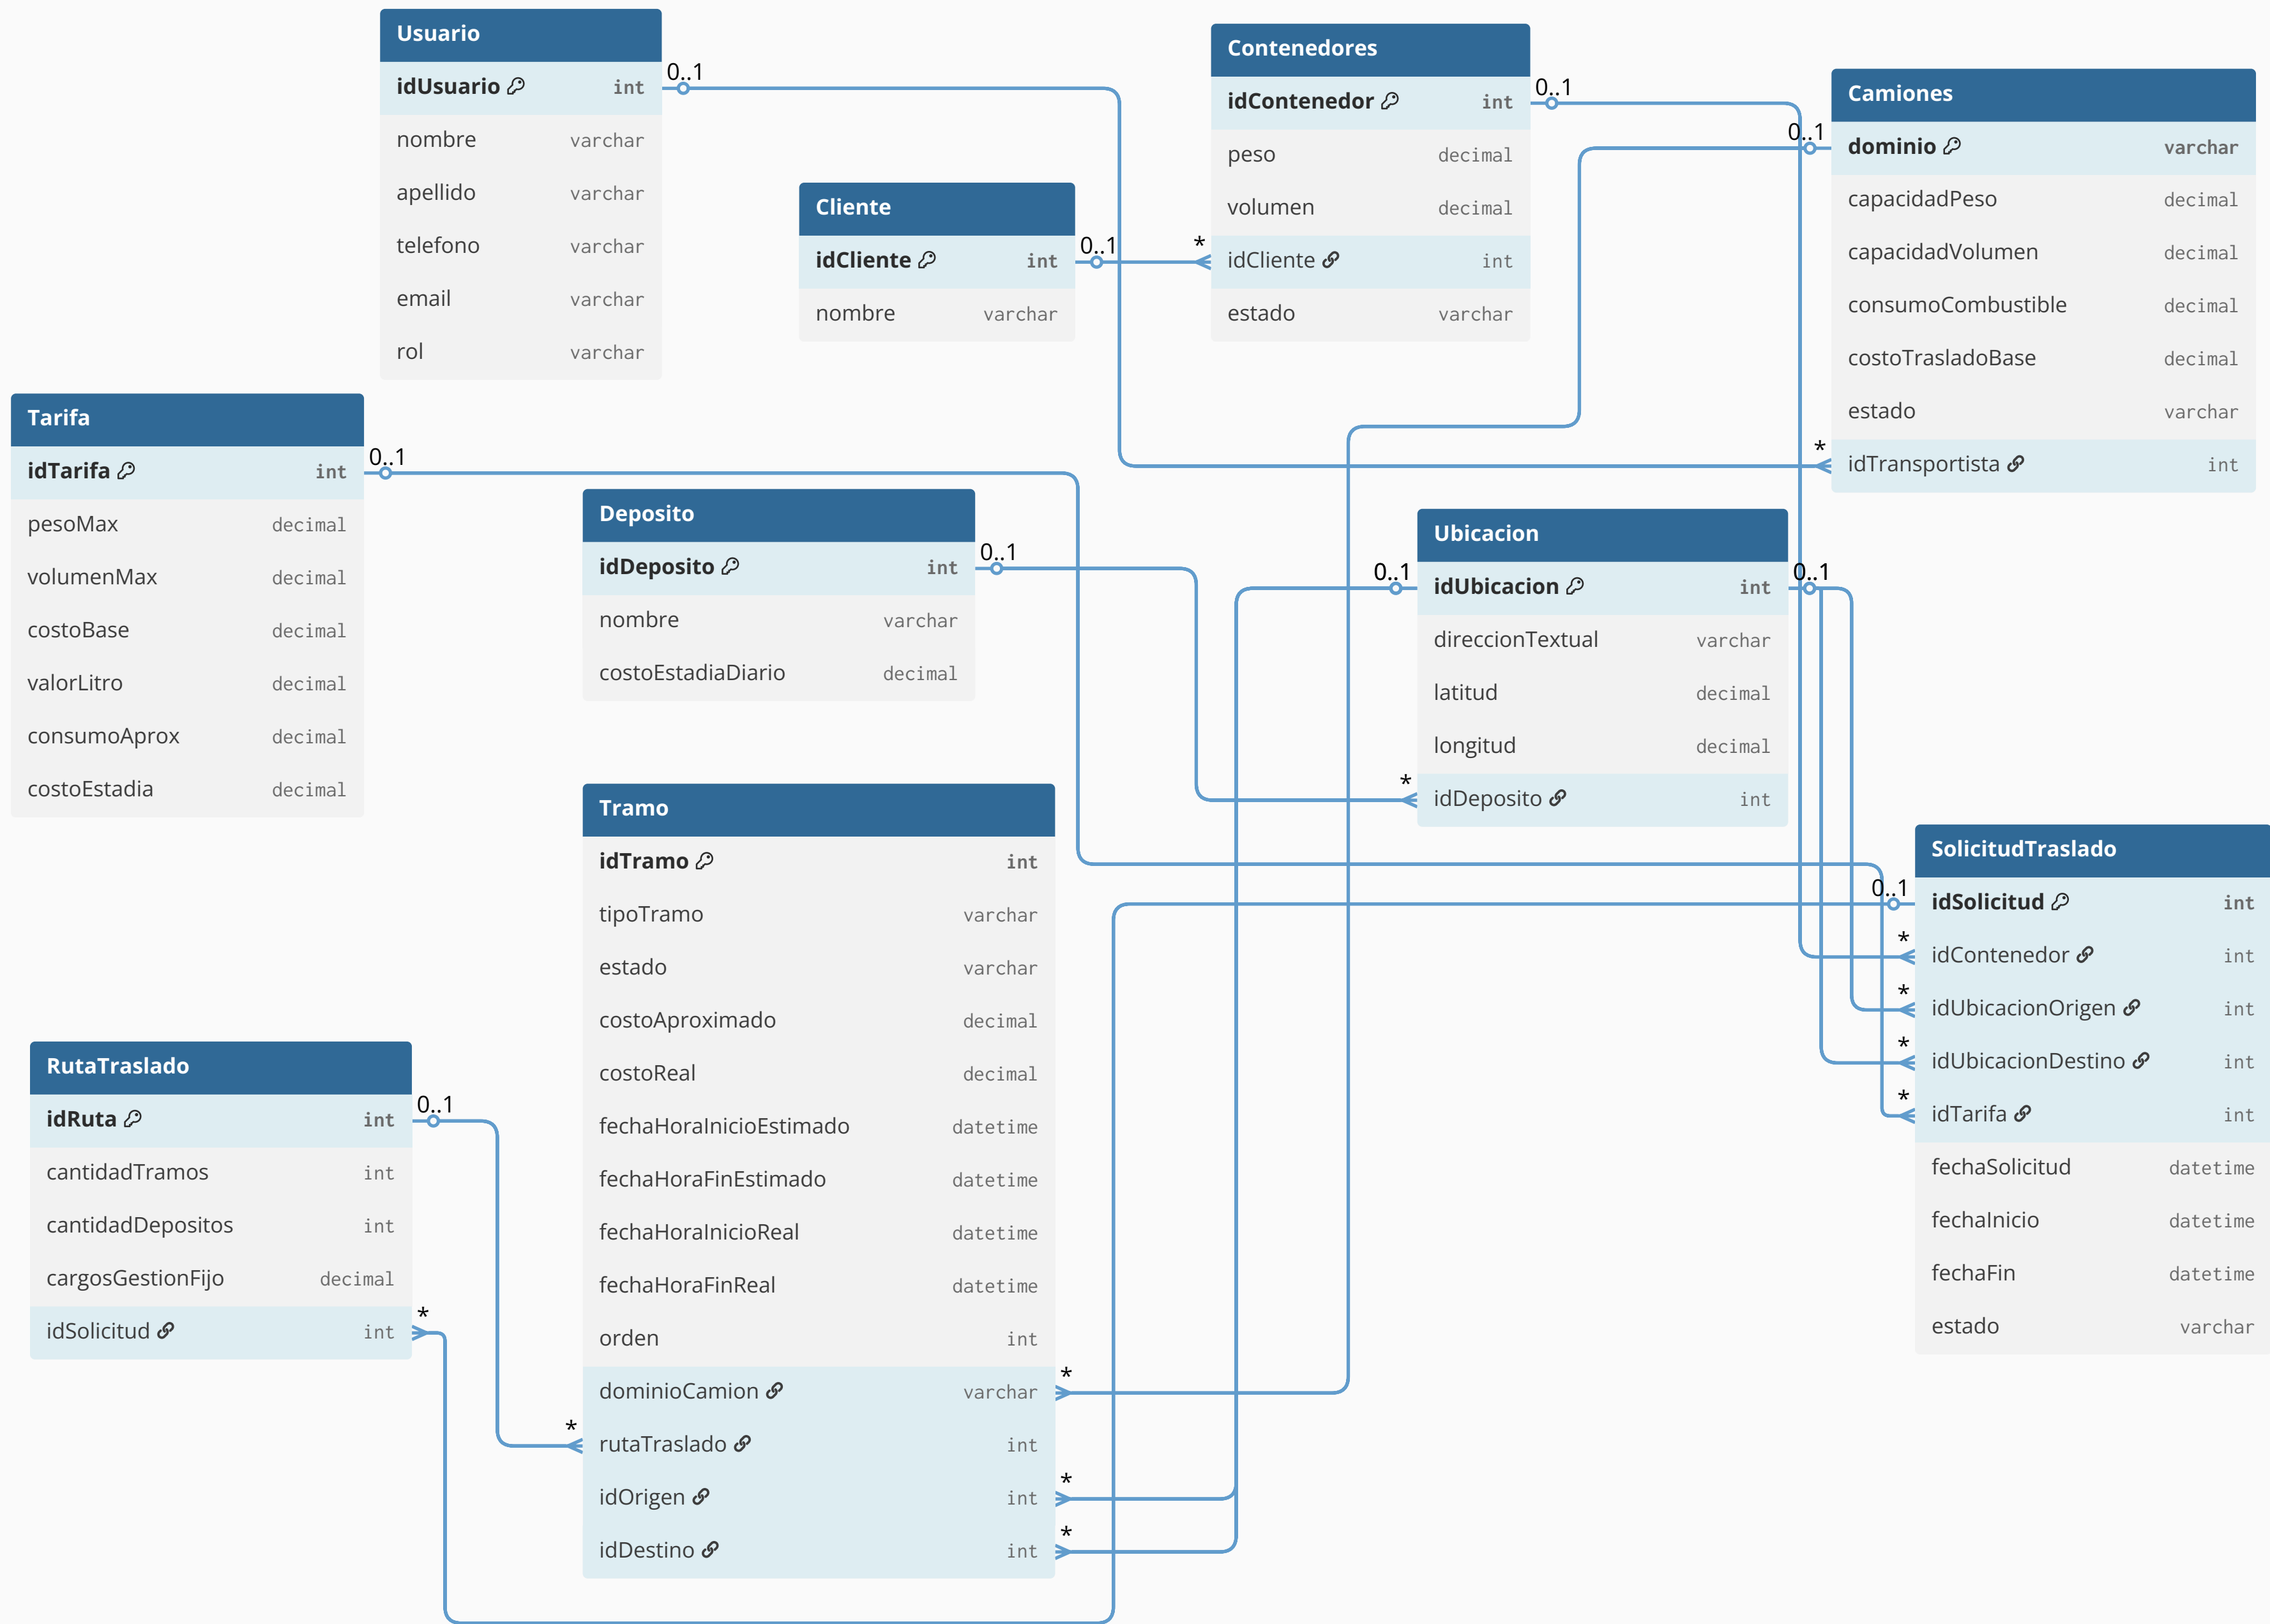 Usuario
idUsuario int
nombre varchar
apellido varchar
telefono varchar
email varchar
rol varchar
0..1
Contenedores
idContenedor int
peso decimal
volumen decimal
idCliente int
estado varchar
0..1
*
Camiones
dominio varchar
capacidadPeso decimal
capacidadVolumen decimal
consumoCombustible decimal
costoTrasladoBase decimal
estado varchar
idTransportista int
0..1
*
Cliente
idCliente int
nombre varchar
0..1
Tarifa
idTarifa int
pesoMax decimal
volumenMax decimal
costoBase decimal
valorLitro decimal
consumoAprox decimal
costoEstadia decimal
0..1
Deposito
idDeposito int
nombre varchar
costoEstadiaDiario decimal
0..1
Ubicacion
idUbicacion int
direccionTextual varchar
latitud decimal
longitud decimal
idDeposito int
0..1
0..1
*
Tramo
idTramo int
tipoTramo varchar
estado varchar
costoAproximado decimal
costoReal decimal
fechaHoraInicioEstimado datetime
fechaHoraFinEstimado datetime
fechaHoraInicioReal datetime
fechaHoraFinReal datetime
orden int
dominioCamion varchar
rutaTraslado int
idOrigen int
idDestino int
*
*
*
*
SolicitudTraslado
idSolicitud int
idContenedor int
idUbicacionOrigen int
idUbicacionDestino int
idTarifa int
fechaSolicitud datetime
fechaInicio datetime
fechaFin datetime
estado varchar
0..1
*
*
*
*
RutaTraslado
idRuta int
cantidadTramos int
cantidadDepositos int
cargosGestionFijo decimal
idSolicitud int
0..1
*